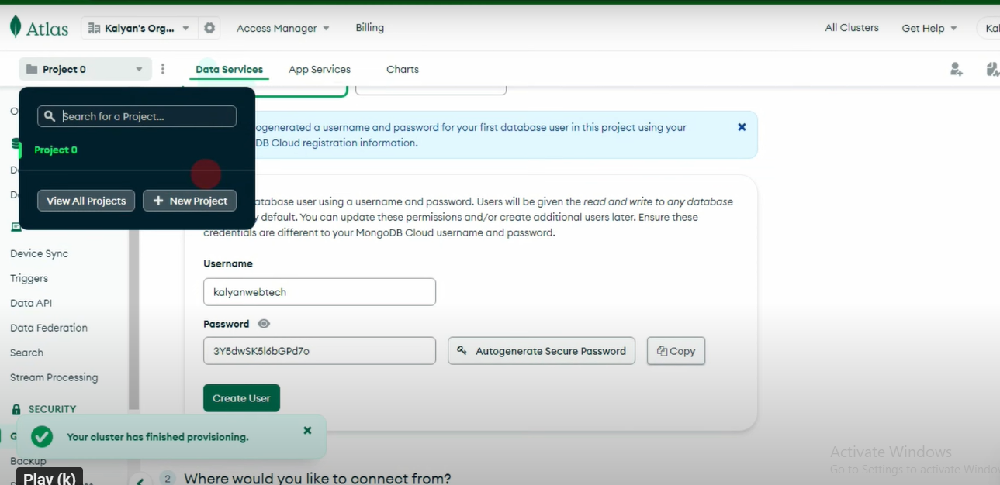 Atlas
Kalyan's Org...
Access Manager
Billing
All Clusters
Get Help
Kal
Project 0
Data Services
App Services
Charts
Search for a Project...
Project 0
View All Projects
New Project
ogenerated a username and password for your first database user in this project using your
DB Cloud registration information.
atabase user using a username and password. Users will be given the read and write to any database
y default. You can update these permissions and/or create additional users later. Ensure these
credentials are different to your MongoDB Cloud username and password.
Username
kalyanwebtech
Password
3Y5dwSK5l6bGPd7o
Autogenerate Secure Password
Copy
Create User
Device Sync
Triggers
Data API
Data Federation
Search
Stream Processing
SECURITY
Your cluster has finished provisioning.
Backup
Play (k)
2 Where would you like to connect from?
Activate Windows
Go to Settings to activate Windo